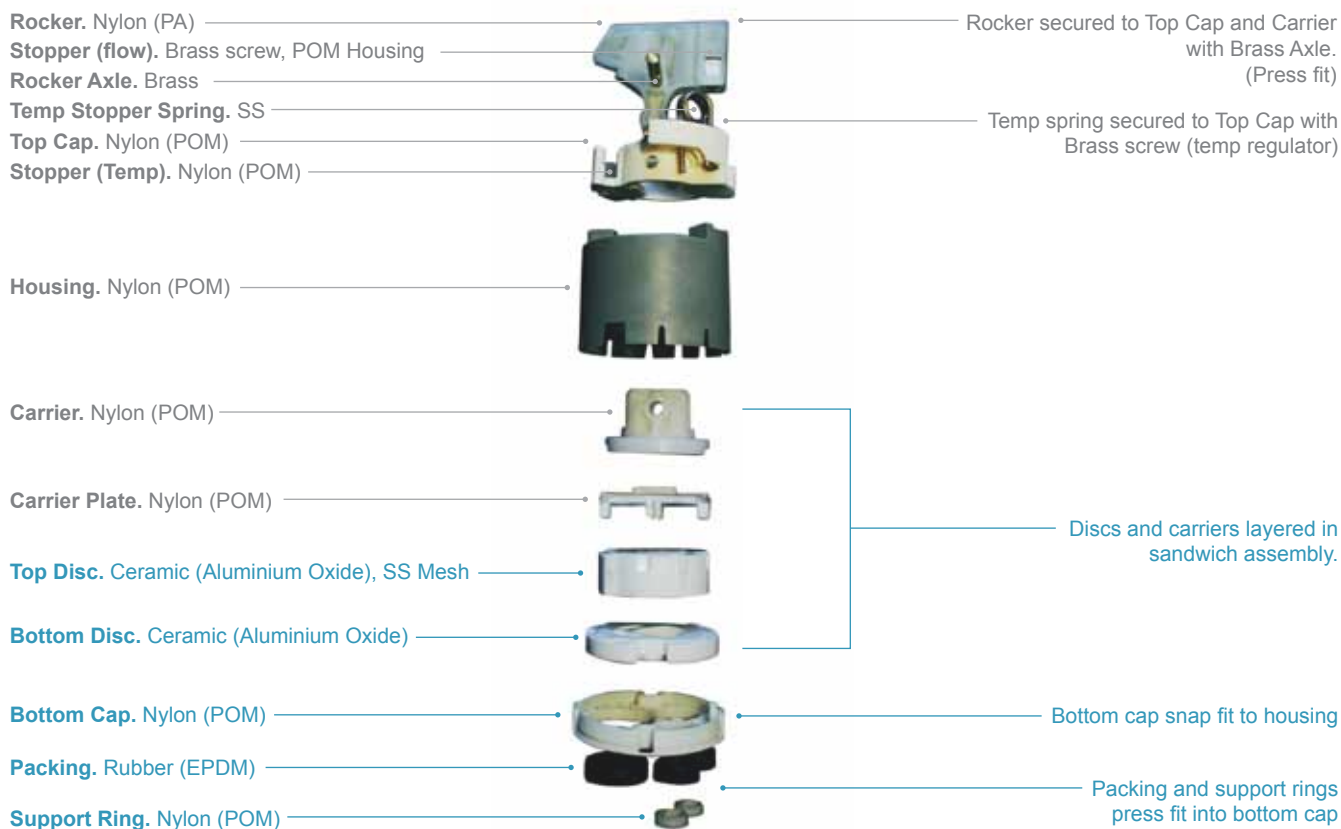 Rocker. Nylon (PA)
Stopper (flow). Brass screw, POM Housing
Rocker Axle. Brass
Temp Stopper Spring. SS
Top Cap. Nylon (POM)
Stopper (Temp). Nylon (POM)
Rocker secured to Top Cap and Carrier
with Brass Axle.
(Press fit)
Temp spring secured to Top Cap with
Brass screw (temp regulator)
Housing. Nylon (POM)
Carrier. Nylon (POM)
Carrier Plate. Nylon (POM)
Top Disc. Ceramic (Aluminium Oxide), SS Mesh
Bottom Disc. Ceramic (Aluminium Oxide)
Discs and carriers layered in
sandwich assembly.
Bottom Cap. Nylon (POM)
Bottom cap snap fit to housing
Packing. Rubber (EPDM)
Support Ring. Nylon (POM)
Packing and support rings
press fit into bottom cap